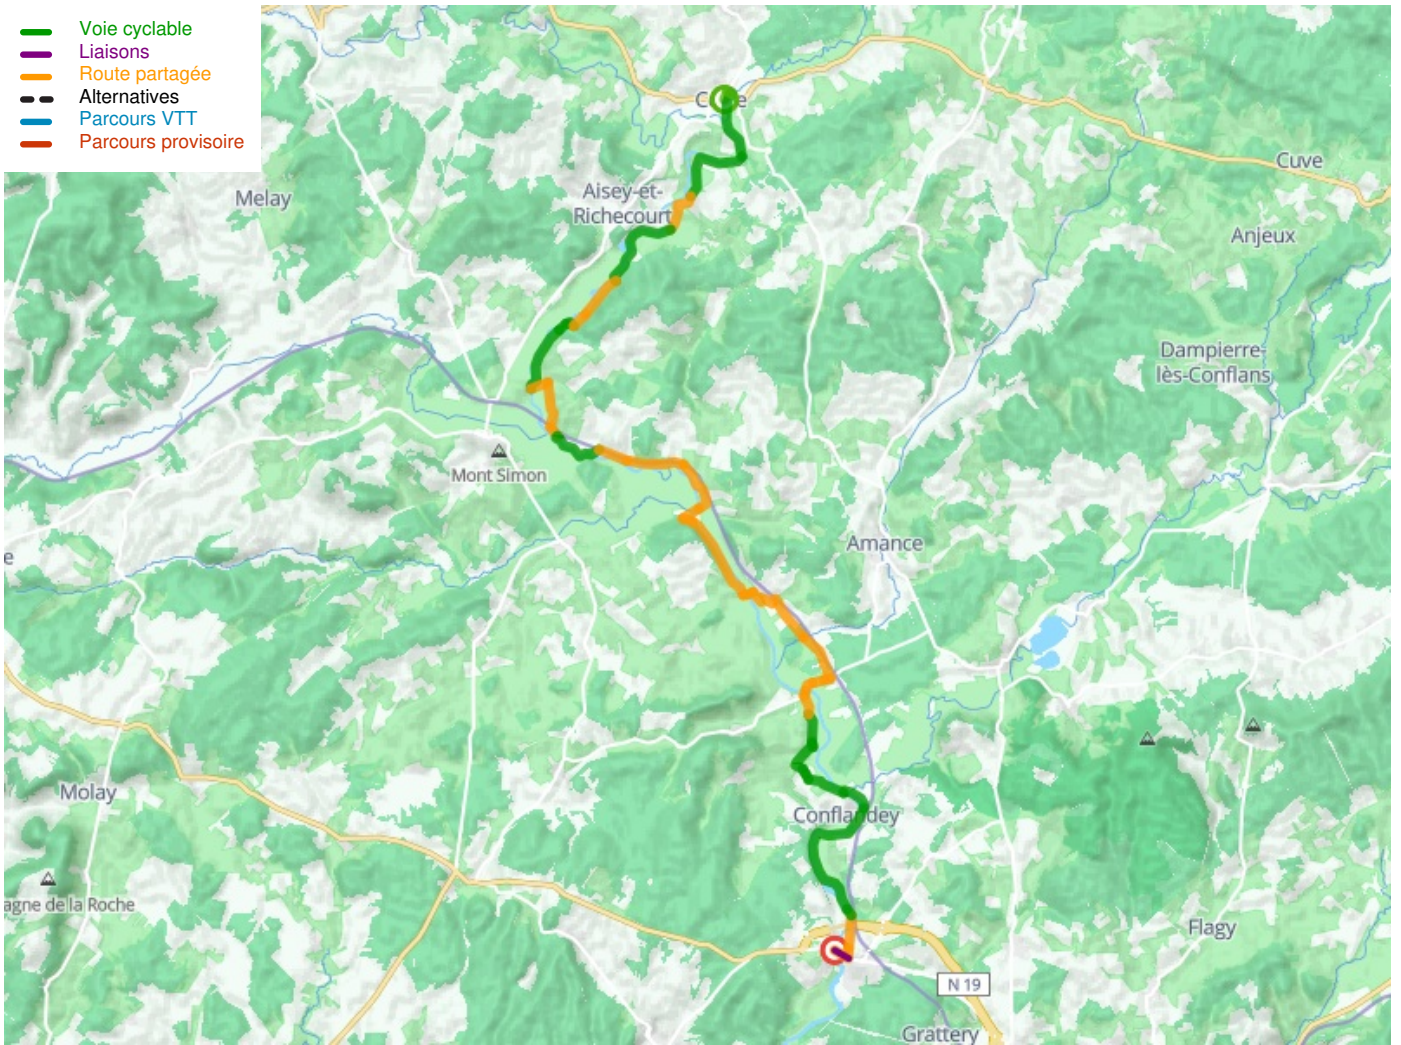 Voie cyclable
Liaisons
Route partagée
Alternatives
Parcours VTT
Parcours provisoire
Cuve
Melay
Aisey-et-
Richecourt
Anjeux
Dampierre-
lès-Conflans
Mont Simon
Amance
e
Molay
Conflandey
agne de la Roche
Flagy
N 19
Grattery